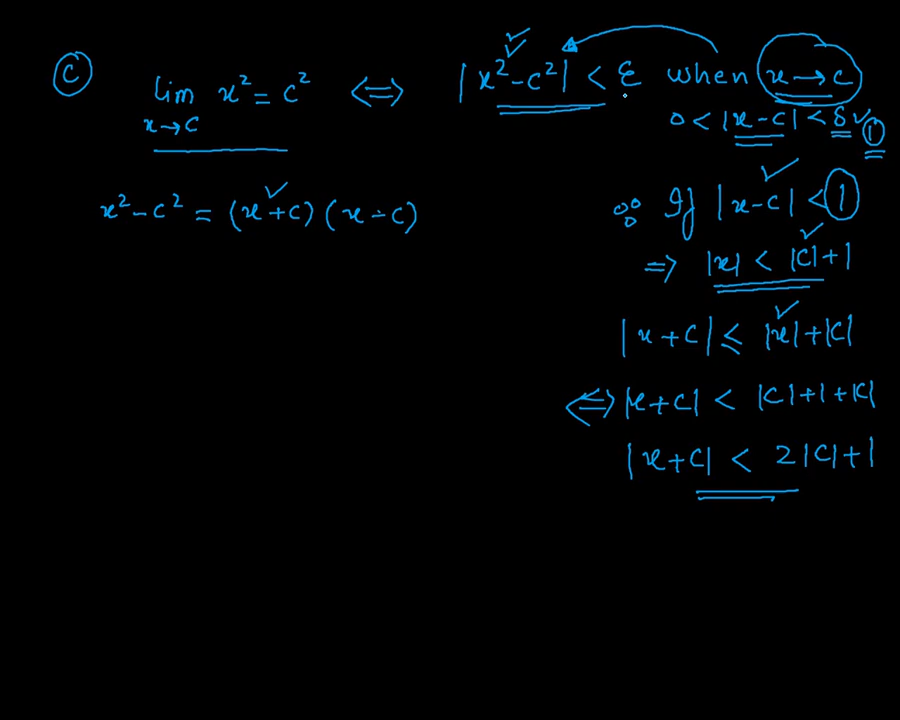 (C) lim x→c x² = c² ⟺ |x² - c²| < ε when x → c
0 < |x-c| < δ ✓ ①
x² - c² = (x + c) (x - c)
∵ If |x-c| < 1
⇒ |x| < |c| + 1
|x + c| ≤ |x| + |c|
⟺ |x+c| < |c| + 1 + |c|
|x+c| < 2|c| + 1